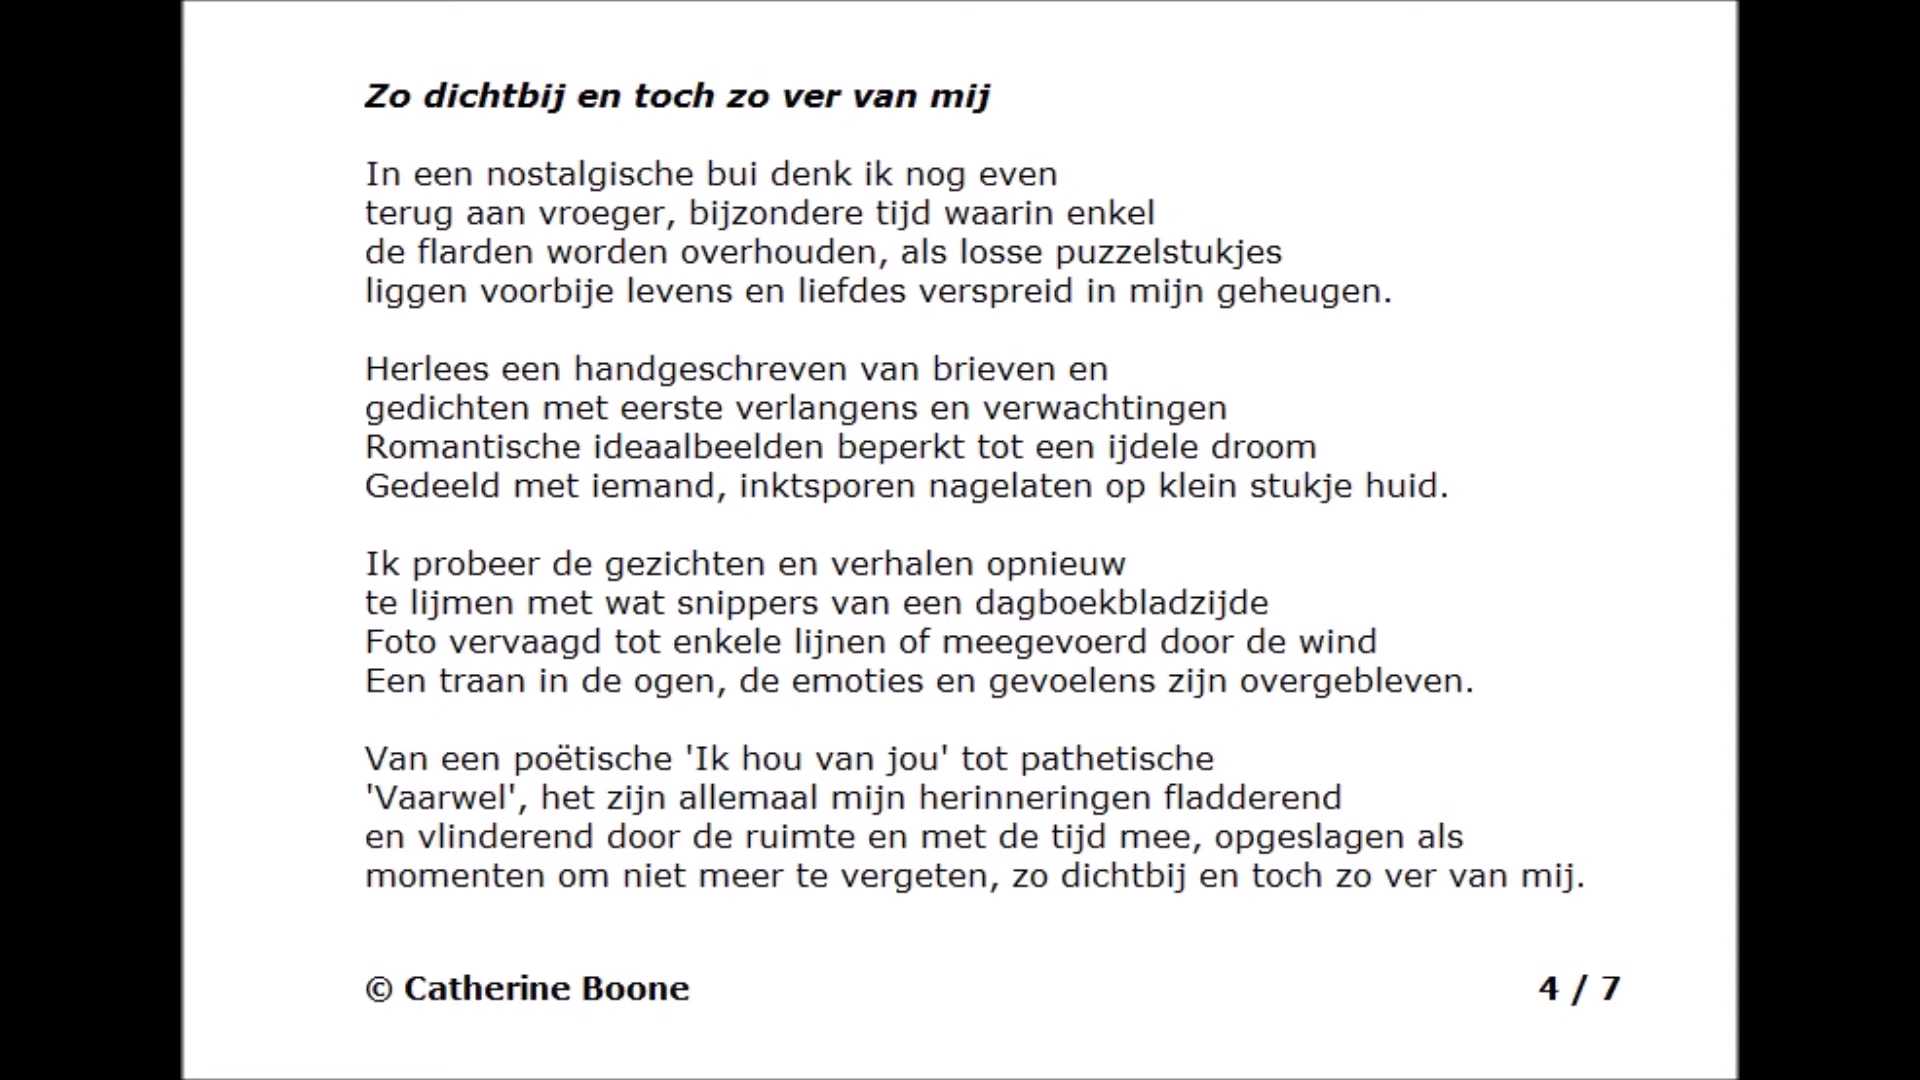 Zo dichtbij en toch zo ver van mij
In een nostalgische bui denk ik nog even
terug aan vroeger, bijzondere tijd waarin enkel
de flarden worden overhouden, als losse puzzelstukjes
liggen voorbije levens en liefdes verspreid in mijn geheugen.
Herlees een handgeschreven van brieven en
gedichten met eerste verlangens en verwachtingen
Romantische ideaalbeelden beperkt tot een ijdele droom
Gedeeld met iemand, inktsporen nagelaten op klein stukje huid.
Ik probeer de gezichten en verhalen opnieuw
te lijmen met wat snippers van een dagboekbladzijde
Foto vervaagd tot enkele lijnen of meegevoerd door de wind
Een traan in de ogen, de emoties en gevoelens zijn overgebleven.
Van een poëtische 'Ik hou van jou' tot pathetische
'Vaarwel', het zijn allemaal mijn herinneringen fladderend
en vlinderend door de ruimte en met de tijd mee, opgeslagen als
momenten om niet meer te vergeten, zo dichtbij en toch zo ver van mij.
© Catherine Boone
4 / 7